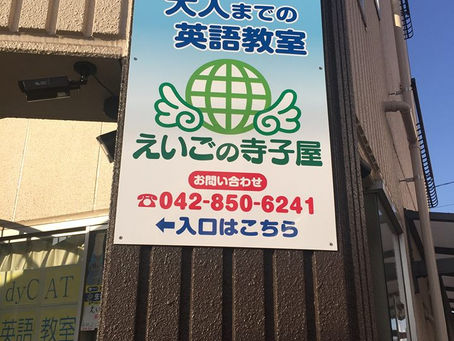 大人までの
英語教室
えいごの寺子屋
お問い合わせ
☎042-850-6241
←入口はこちら
dyCAT
英語 教室